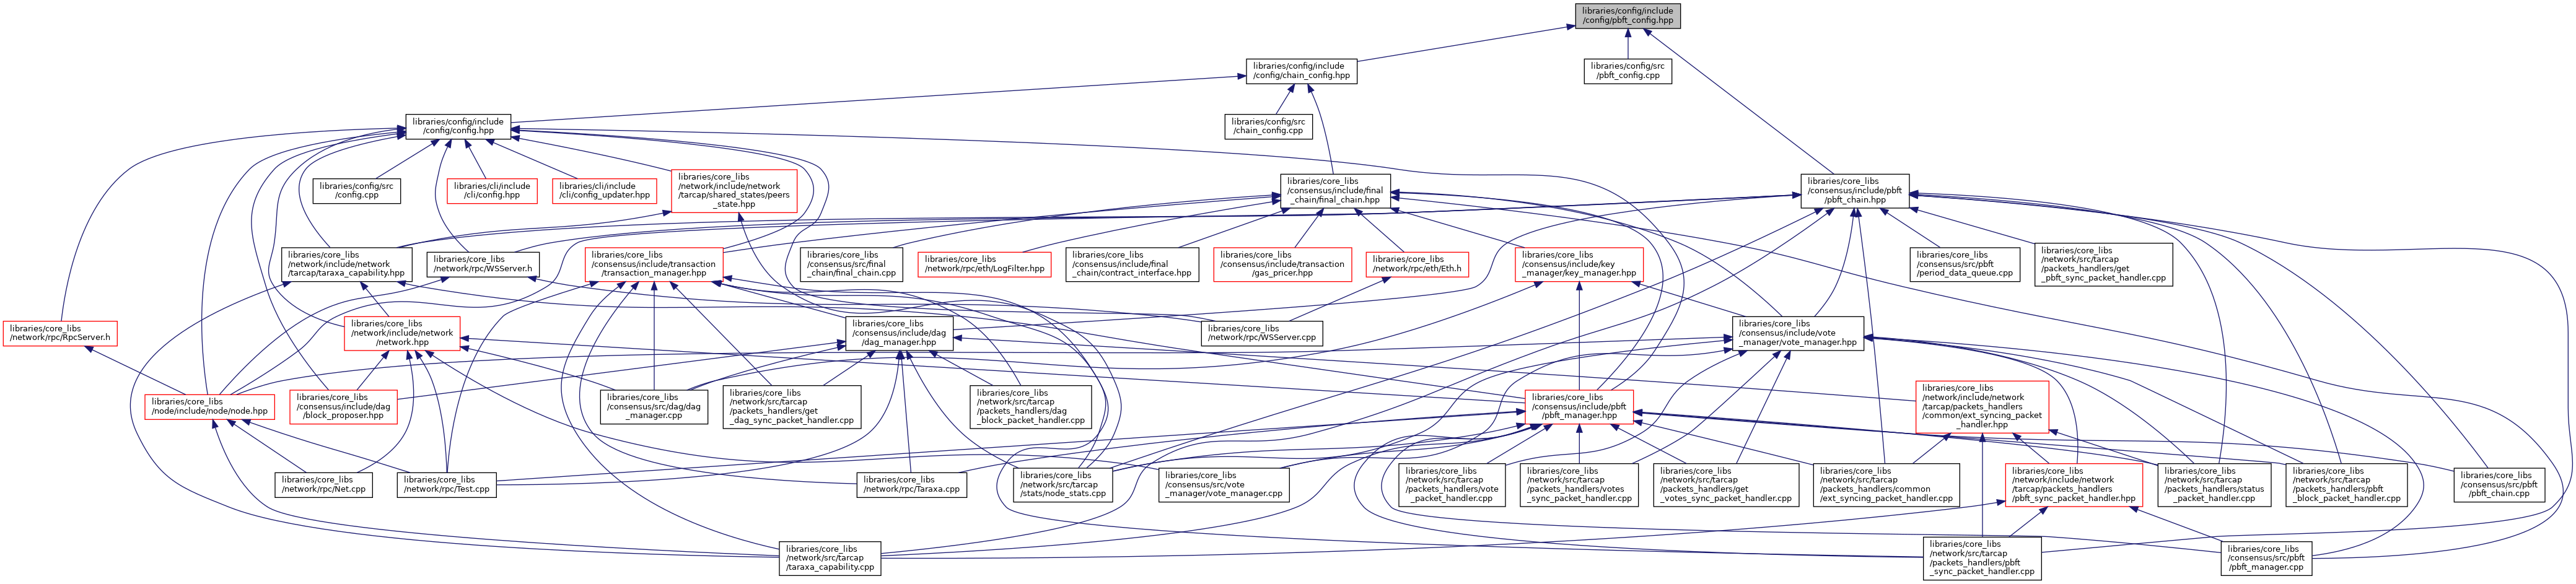 libraries/config/include
/config/pbft_config.hpp
libraries/config/include
/config/chain_config.hpp
libraries/config/src
/pbft_config.cpp
libraries/config/include
/config/config.hpp
libraries/config/src
/chain_config.cpp
libraries/config/src
/config.cpp
libraries/cli/include
/cli/config.hpp
libraries/cli/include
/cli/config_updater.hpp
libraries/core_libs
/network/include/network
/tarcap/shared_states/peers
_state.hpp
libraries/core_libs
/consensus/include/final
_chain/final_chain.hpp
libraries/core_libs
/consensus/include/pbft
/pbft_chain.hpp
libraries/core_libs
/network/include/network
/tarcap/taraxa_capability.hpp
libraries/core_libs
/network/rpc/WSServer.h
libraries/core_libs
/consensus/include/transaction
/transaction_manager.hpp
libraries/core_libs
/consensus/src/final
_chain/final_chain.cpp
libraries/core_libs
/network/rpc/eth/LogFilter.hpp
libraries/core_libs
/consensus/include/final
_chain/contract_interface.hpp
libraries/core_libs
/consensus/include/transaction
/gas_pricer.hpp
libraries/core_libs
/network/rpc/eth/Eth.h
libraries/core_libs
/consensus/include/key
_manager/key_manager.hpp
libraries/core_libs
/consensus/src/pbft
/period_data_queue.cpp
libraries/core_libs
/network/src/tarcap
/packets_handlers/get
_pbft_sync_packet_handler.cpp
libraries/core_libs
/network/rpc/RpcServer.h
libraries/core_libs
/network/include/network
/network.hpp
libraries/core_libs
/consensus/include/dag
/dag_manager.hpp
libraries/core_libs
/network/rpc/WSServer.cpp
libraries/core_libs
/consensus/include/vote
_manager/vote_manager.hpp
libraries/core_libs
/node/include/node/node.hpp
libraries/core_libs
/consensus/include/dag
/block_proposer.hpp
libraries/core_libs
/consensus/src/dag/dag
_manager.cpp
libraries/core_libs
/network/src/tarcap
/packets_handlers/get
_dag_sync_packet_handler.cpp
libraries/core_libs
/network/src/tarcap
/packets_handlers/dag
_block_packet_handler.cpp
libraries/core_libs
/consensus/include/pbft
/pbft_manager.hpp
libraries/core_libs
/network/include/network
/tarcap/packets_handlers
/common/ext_syncing_packet
_handler.hpp
libraries/core_libs
/network/rpc/Net.cpp
libraries/core_libs
/network/rpc/Test.cpp
libraries/core_libs
/network/rpc/Taraxa.cpp
libraries/core_libs
/network/src/tarcap
/stats/node_stats.cpp
libraries/core_libs
/consensus/src/vote
_manager/vote_manager.cpp
libraries/core_libs
/network/src/tarcap
/packets_handlers/vote
_packet_handler.cpp
libraries/core_libs
/network/src/tarcap
/packets_handlers/votes
_sync_packet_handler.cpp
libraries/core_libs
/network/src/tarcap
/packets_handlers/get
_votes_sync_packet_handler.cpp
libraries/core_libs
/network/src/tarcap
/packets_handlers/common
/ext_syncing_packet_handler.cpp
libraries/core_libs
/network/include/network
/tarcap/packets_handlers
/pbft_sync_packet_handler.hpp
libraries/core_libs
/network/src/tarcap
/packets_handlers/status
_packet_handler.cpp
libraries/core_libs
/network/src/tarcap
/packets_handlers/pbft
_block_packet_handler.cpp
libraries/core_libs
/consensus/src/pbft
/pbft_chain.cpp
libraries/core_libs
/network/src/tarcap
/taraxa_capability.cpp
libraries/core_libs
/network/src/tarcap
/packets_handlers/pbft
_sync_packet_handler.cpp
libraries/core_libs
/consensus/src/pbft
/pbft_manager.cpp